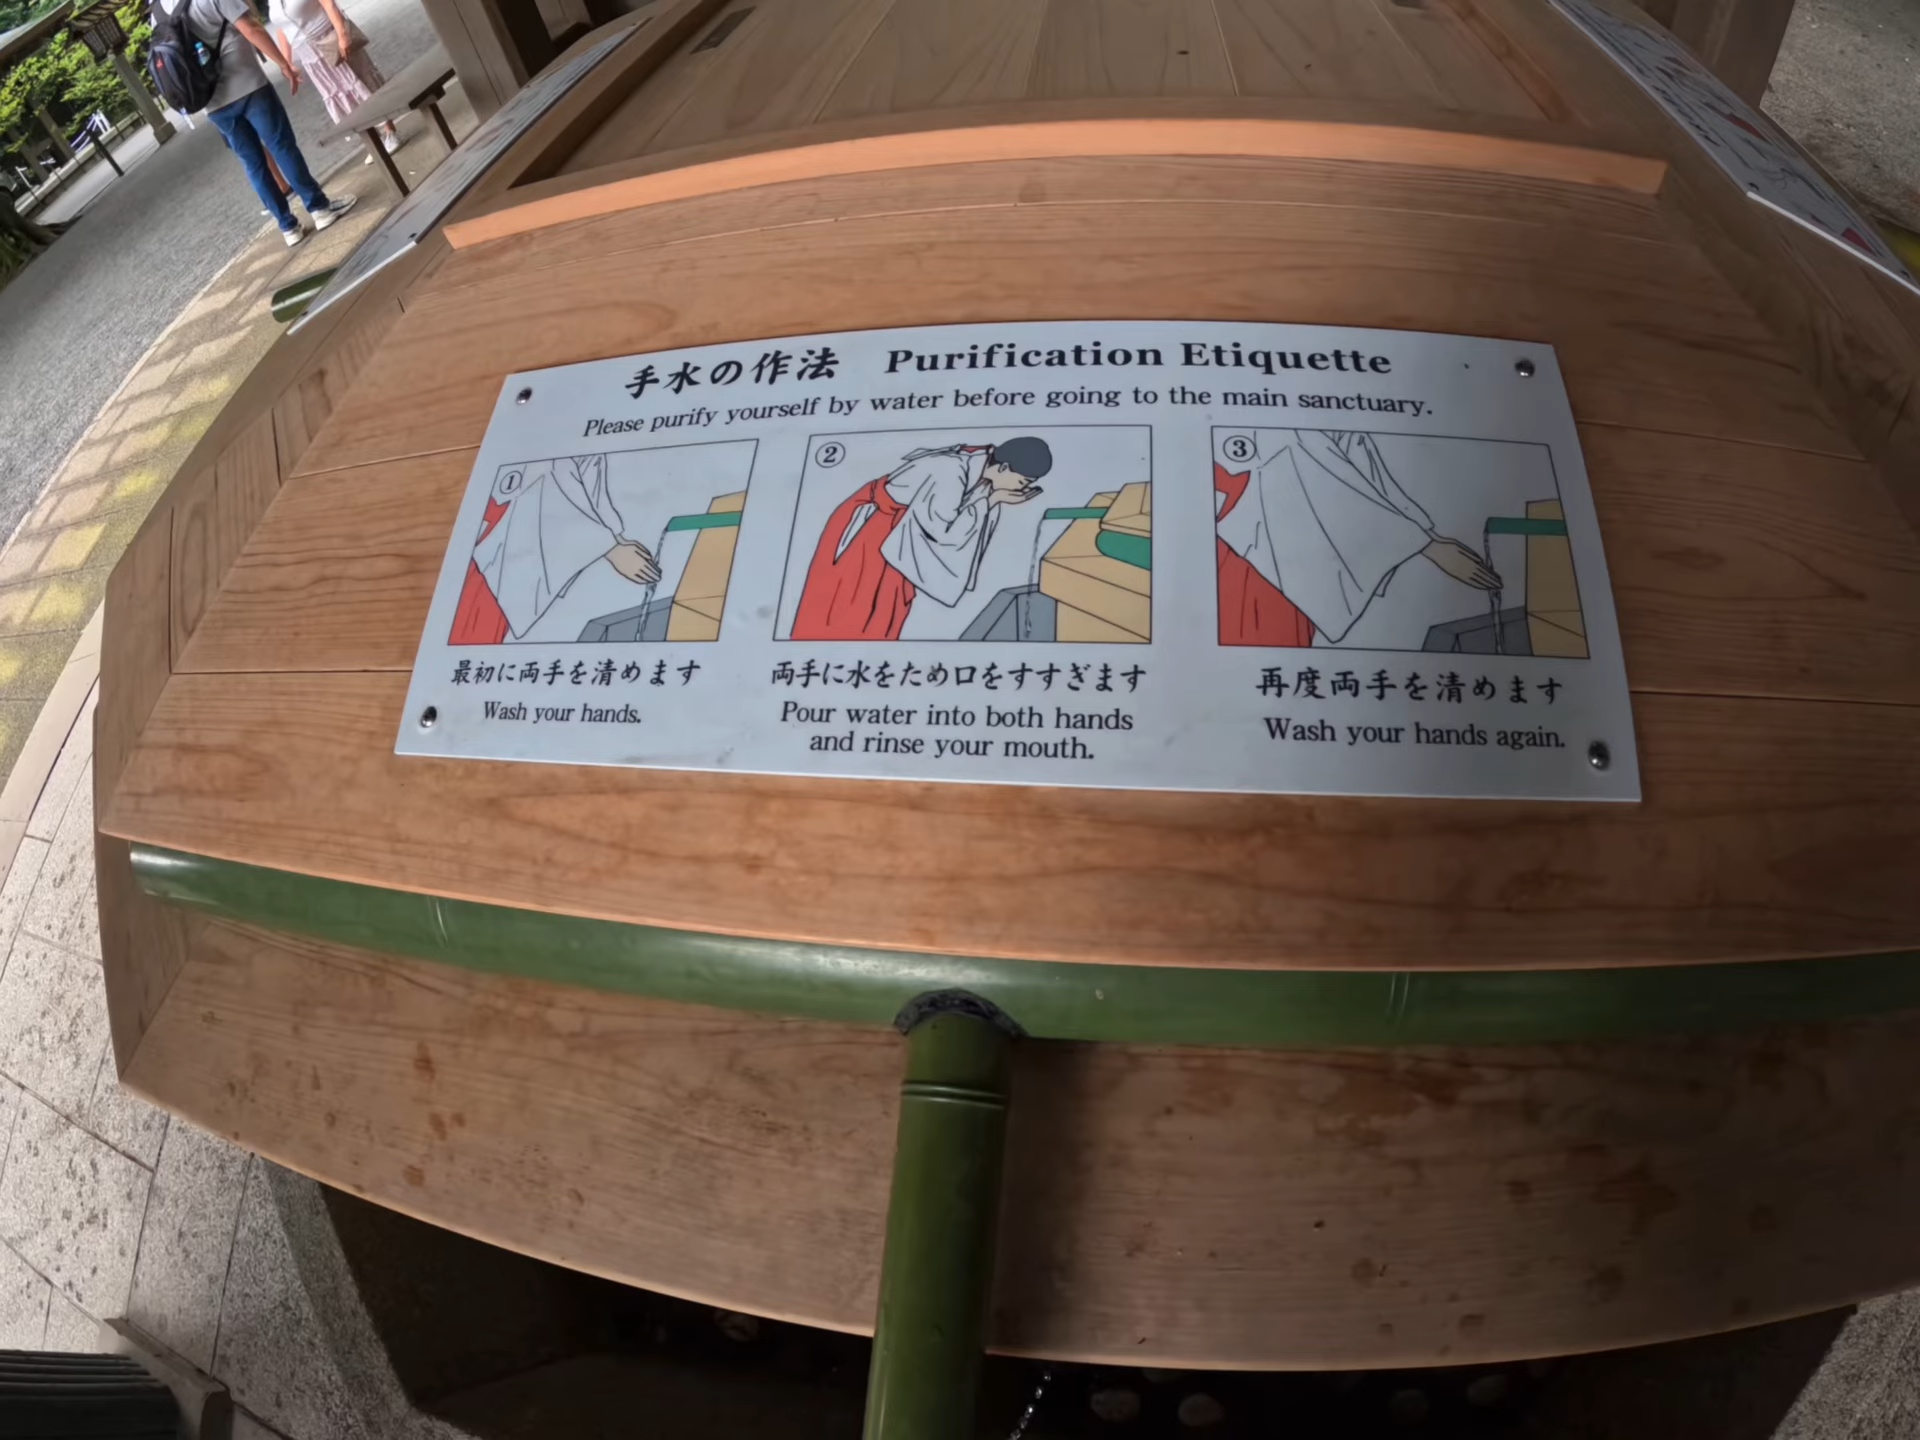 手水の作法 Purification Etiquette
Please purify yourself by water before going to the main sanctuary.
①
最初に両手を清めます
Wash your hands.
②
両手に水をため口をすすぎます
Pour water into both hands
and rinse your mouth.
③
再度両手を清めます
Wash your hands again.